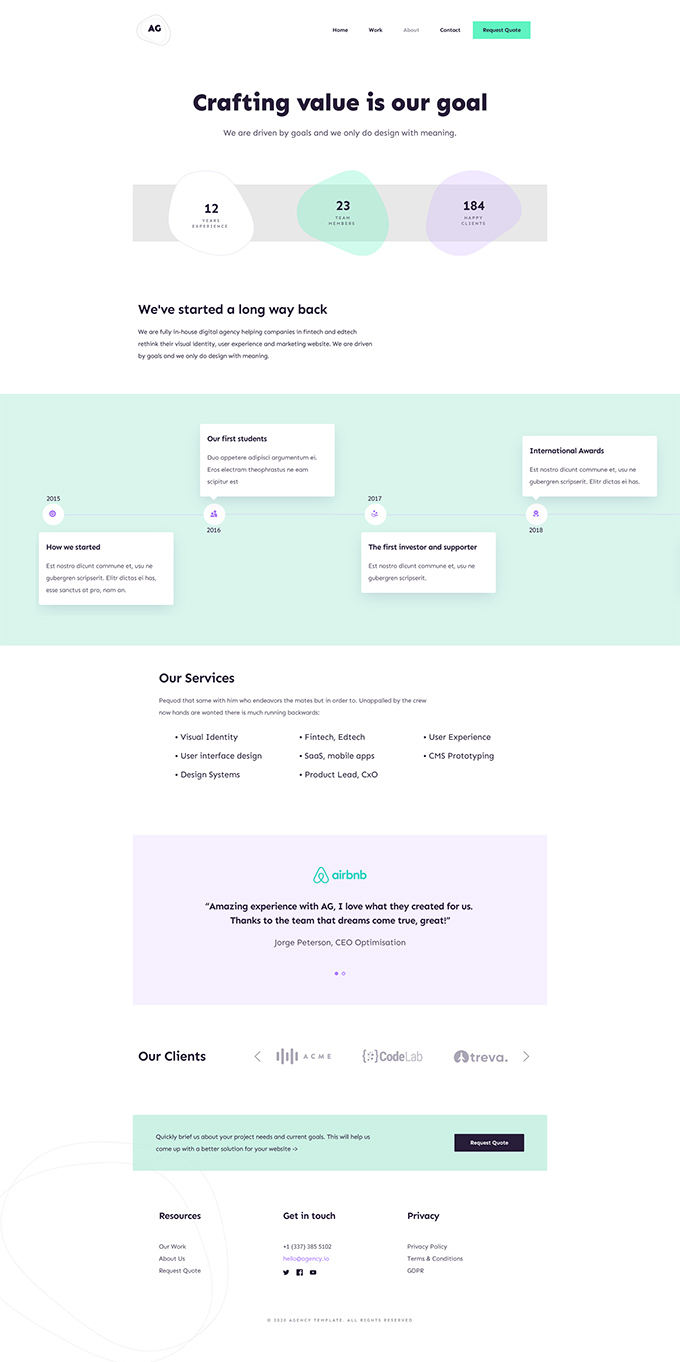 AG
Home Work About Contact Request Quote
Crafting value is our goal
We are driven by goals and we only do design with meaning.
12
YEARS
EXPERIENCE
23
TEAM
MEMBERS
184
HAPPY
CLIENTS
We've started a long way back
We are fully in-house digital agency helping companies in fintech and edtech
rethink their visual identity, user experience and marketing website. We are driven
by goals and we only do design with meaning.
Our first students
Duo appetere adipisci argumentum ei.
Eros electram theophrastus ne eam
scipitur est
International Awards
Est nostro dicunt commune et, usu ne
gubergren scripserit. Elitr dictas ei has.
2015
2016
2017
2018
How we started
Est nostro dicunt commune et, usu ne
gubergren scripserit. Elitr dictas ei has,
esse sanctus at pro, nam an.
The first investor and supporter
Est nostro dicunt commune et, usu ne
gubergren scripserit.
Our Services
Pequod that same with him who endeavors the mates but in order to. Unappalled by the crew
now hands are wanted there is much running backwards:
• Visual Identity
• User interface design
• Design Systems
• Fintech, Edtech
• SaaS, mobile apps
• Product Lead, CxO
• User Experience
• CMS Prototyping
airbnb
“Amazing experience with AG, I love what they created for us.
Thanks to the team that dreams come true, great!”
Jorge Peterson, CEO Optimisation
Our Clients
ACME
CodeLab
treva.
Quickly brief us about your project needs and current goals. This will help us
come up with a better solution for your website ->
Request Quote
Resources
Our Work
About Us
Request Quote
Get in touch
+1 (337) 385 5102
hello@agency.io
Privacy
Privacy Policy
Terms & Conditions
GDPR
© 2020 AGENCY TEMPLATE. ALL RIGHTS RESERVED